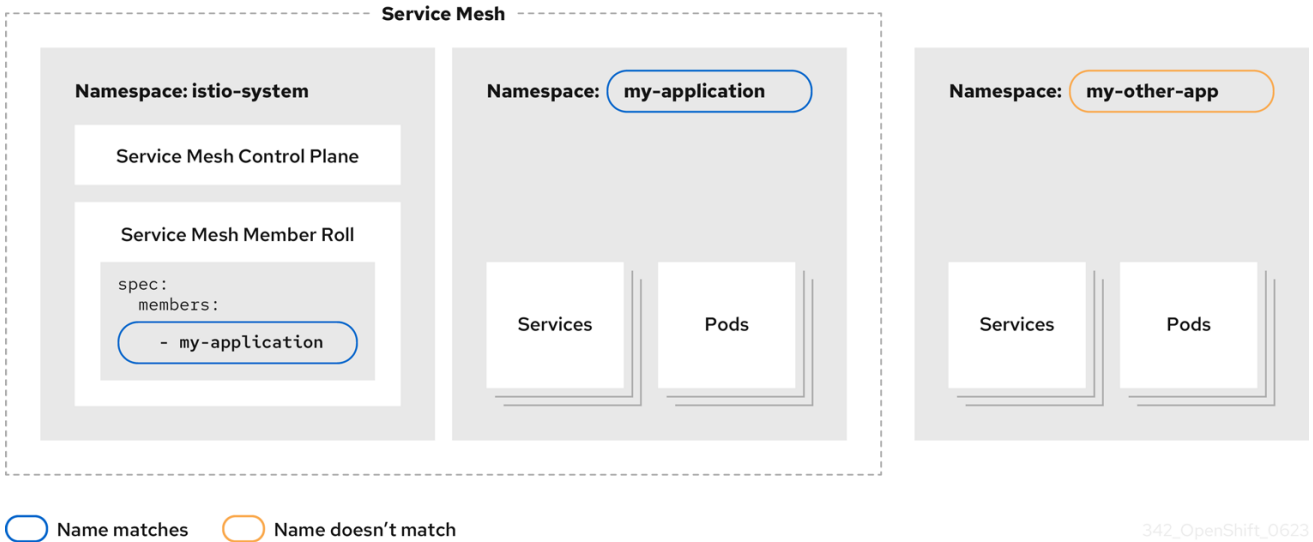 Service Mesh
Namespace: istio-system
Service Mesh Control Plane
Service Mesh Member Roll
spec:
  members:
    - my-application
Namespace: my-application
Services
Pods
Namespace: my-other-app
Services
Pods
Name matches
Name doesn’t match
342_OpenShift_0623